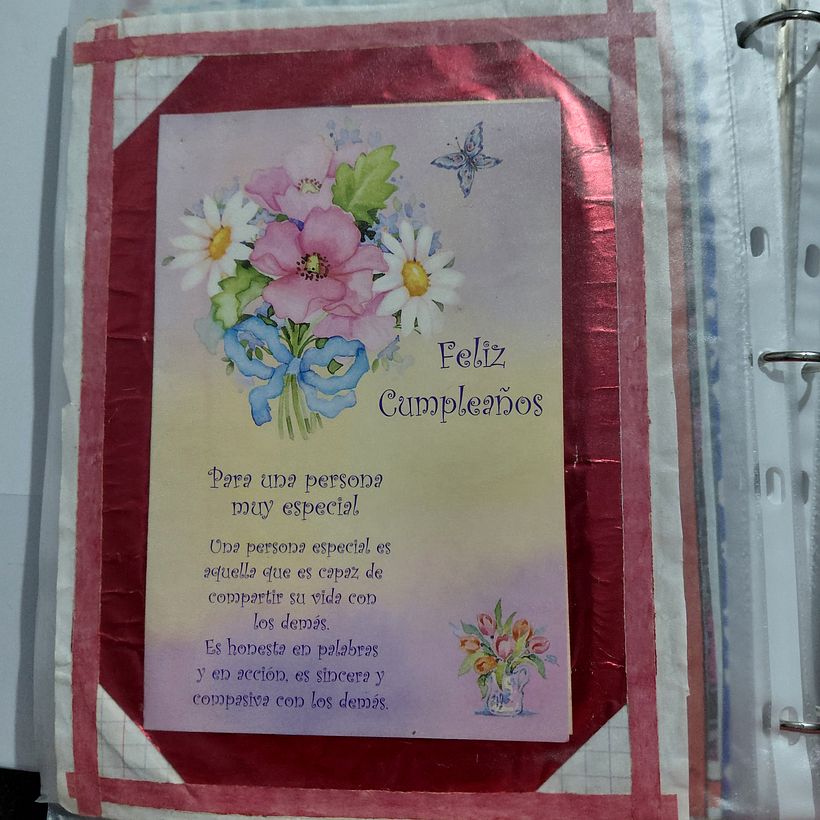 Feliz
Cumpleaños
Para una persona
muy especial
Una persona especial es
aquella que es capaz de
compartir su vida con
los demás.
Es honesta en palabras
y en acción, es sincera y
compasiva con los demás.